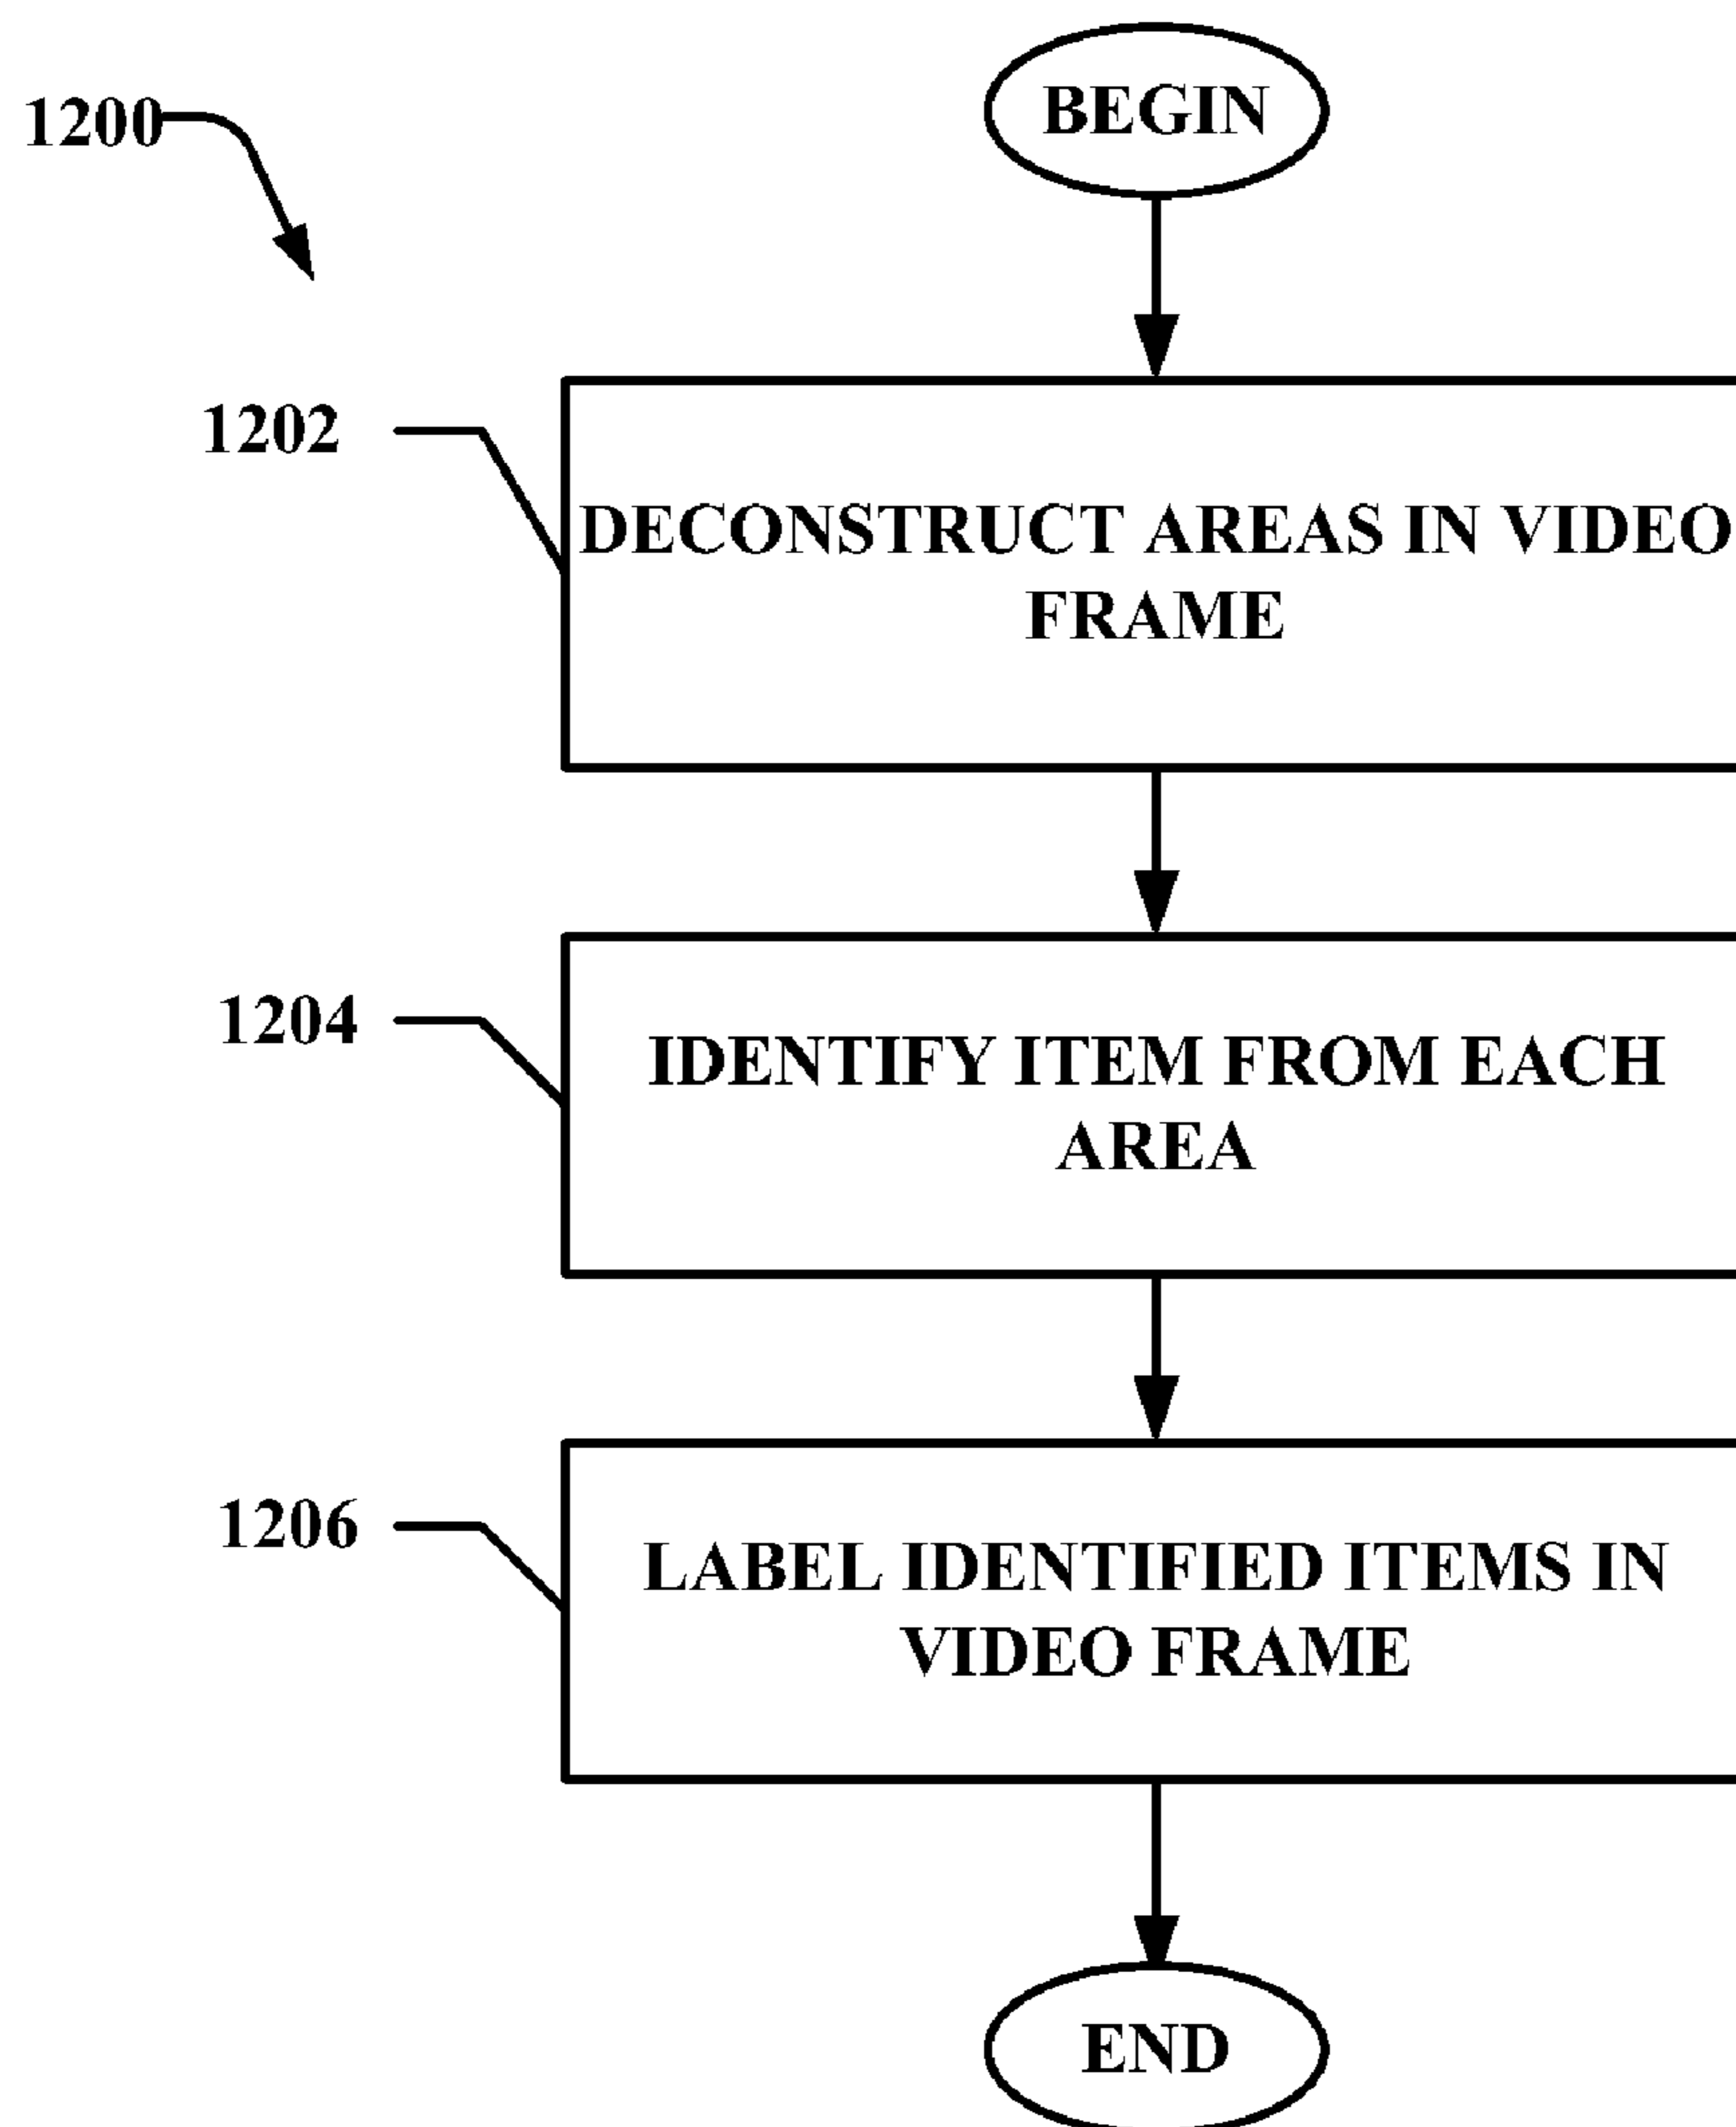 1200
BEGIN
1202
DECONSTRUCT AREAS IN VIDEO
FRAME
1204
IDENTIFY ITEM FROM EACH
AREA
1206
LABEL IDENTIFIED ITEMS IN
VIDEO FRAME
END